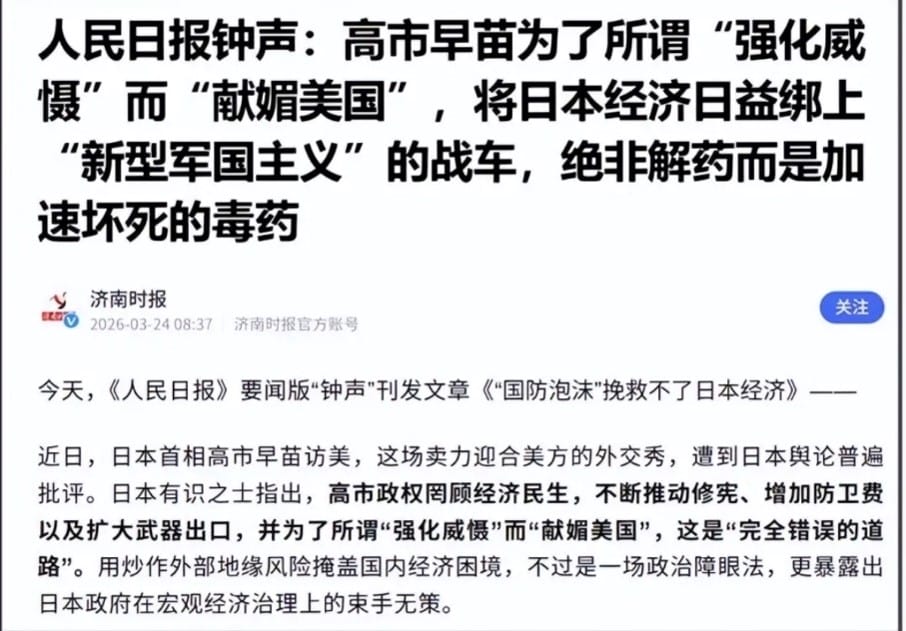 人民日报钟声：高市早苗为了所谓“强化威
慑”而“献媚美国”，将日本经济日益绑上
“新型军国主义”的战车，绝非解药而是加
速坏死的毒药
济南时报
2026-03-24 08:37 济南时报官方账号
关注
今天，《人民日报》要闻版“钟声”刊发文章《“国防泡沫”挽救不了日本经济》——
近日，日本首相高市早苗访美，这场卖力迎合美方的外交秀，遭到日本舆论普遍
批评。日本有识之士指出，高市政权罔顾经济民生，不断推动修宪、增加防卫费
以及扩大武器出口，并为了所谓“强化威慑”而“献媚美国”，这是“完全错误的道
路”。用炒作外部地缘风险掩盖国内经济困境，不过是一场政治障眼法，更暴露出
日本政府在宏观经济治理上的束手无策。